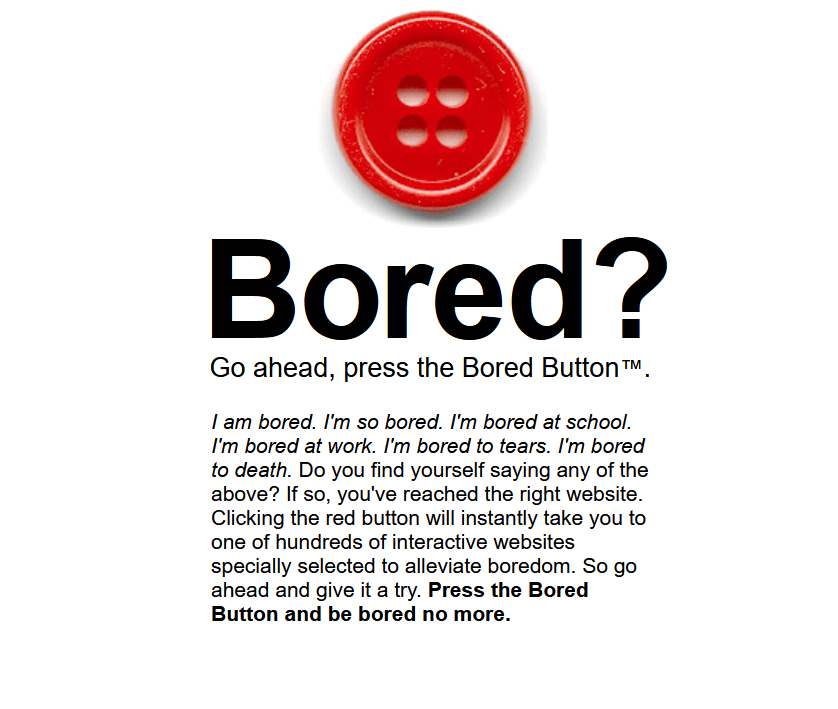 Bored?
Go ahead, press the Bored Button™.
I am bored. I'm so bored. I'm bored at school.
I'm bored at work. I'm bored to tears. I'm bored
to death. Do you find yourself saying any of the
above? If so, you've reached the right website.
Clicking the red button will instantly take you to
one of hundreds of interactive websites
specially selected to alleviate boredom. So go
ahead and give it a try. Press the Bored
Button and be bored no more.